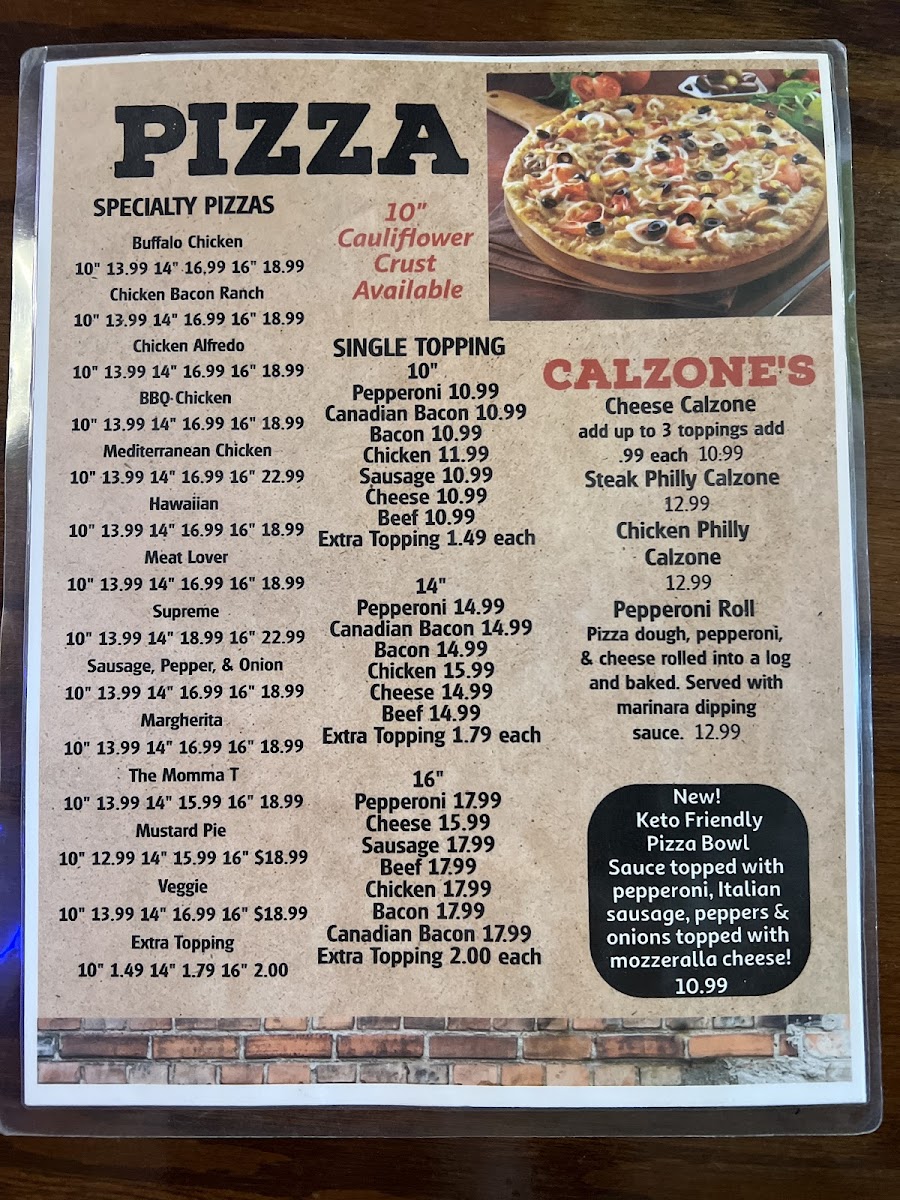 PIZZA
SPECIALTY PIZZAS
Buffalo Chicken
10" 13.99 14" 16.99 16" 18.99
Chicken Bacon Ranch
10" 13.99 14" 16.99 16" 18.99
Chicken Alfredo
10" 13.99 14" 16.99 16" 18.99
BBQ Chicken
10" 13.99 14" 16.99 16" 18.99
Mediterranean Chicken
10" 13.99 14" 16.99 16" 22.99
Hawaiian
10" 13.99 14" 16.99 16" 18.99
Meat Lover
10" 13.99 14" 16.99 16" 18.99
Supreme
10" 13.99 14" 18.99 16" 22.99
Sausage, Pepper, & Onion
10" 13.99 14" 16.99 16" 18.99
Margherita
10" 13.99 14" 16.99 16" 18.99
The Momma T
10" 13.99 14" 15.99 16" 18.99
Mustard Pie
10" 12.99 14" 15.99 16" $18.99
Veggie
10" 13.99 14" 16.99 16" $18.99
Extra Topping
10" 1.49 14" 1.79 16" 2.00
10"
Cauliflower
Crust
Available
SINGLE TOPPING
10"
Pepperoni 10.99
Canadian Bacon 10.99
Bacon 10.99
Chicken 11.99
Sausage 10.99
Cheese 10.99
Beef 10.99
Extra Topping 1.49 each
14"
Pepperoni 14.99
Canadian Bacon 14.99
Bacon 14.99
Chicken 15.99
Cheese 14.99
Beef 14.99
Extra Topping 1.79 each
16"
Pepperoni 17.99
Cheese 15.99
Sausage 17.99
Beef 17.99
Chicken 17.99
Bacon 17.99
Canadian Bacon 17.99
Extra Topping 2.00 each
CALZONE'S
Cheese Calzone
add up to 3 toppings add
.99 each 10.99
Steak Philly Calzone
12.99
Chicken Philly
Calzone
12.99
Pepperoni Roll
Pizza dough, pepperoni,
& cheese rolled into a log
and baked. Served with
marinara dipping
sauce. 12.99
New!
Keto Friendly
Pizza Bowl
Sauce topped with
pepperoni, Italian
sausage, peppers &
onions topped with
mozzeralla cheese!
10.99